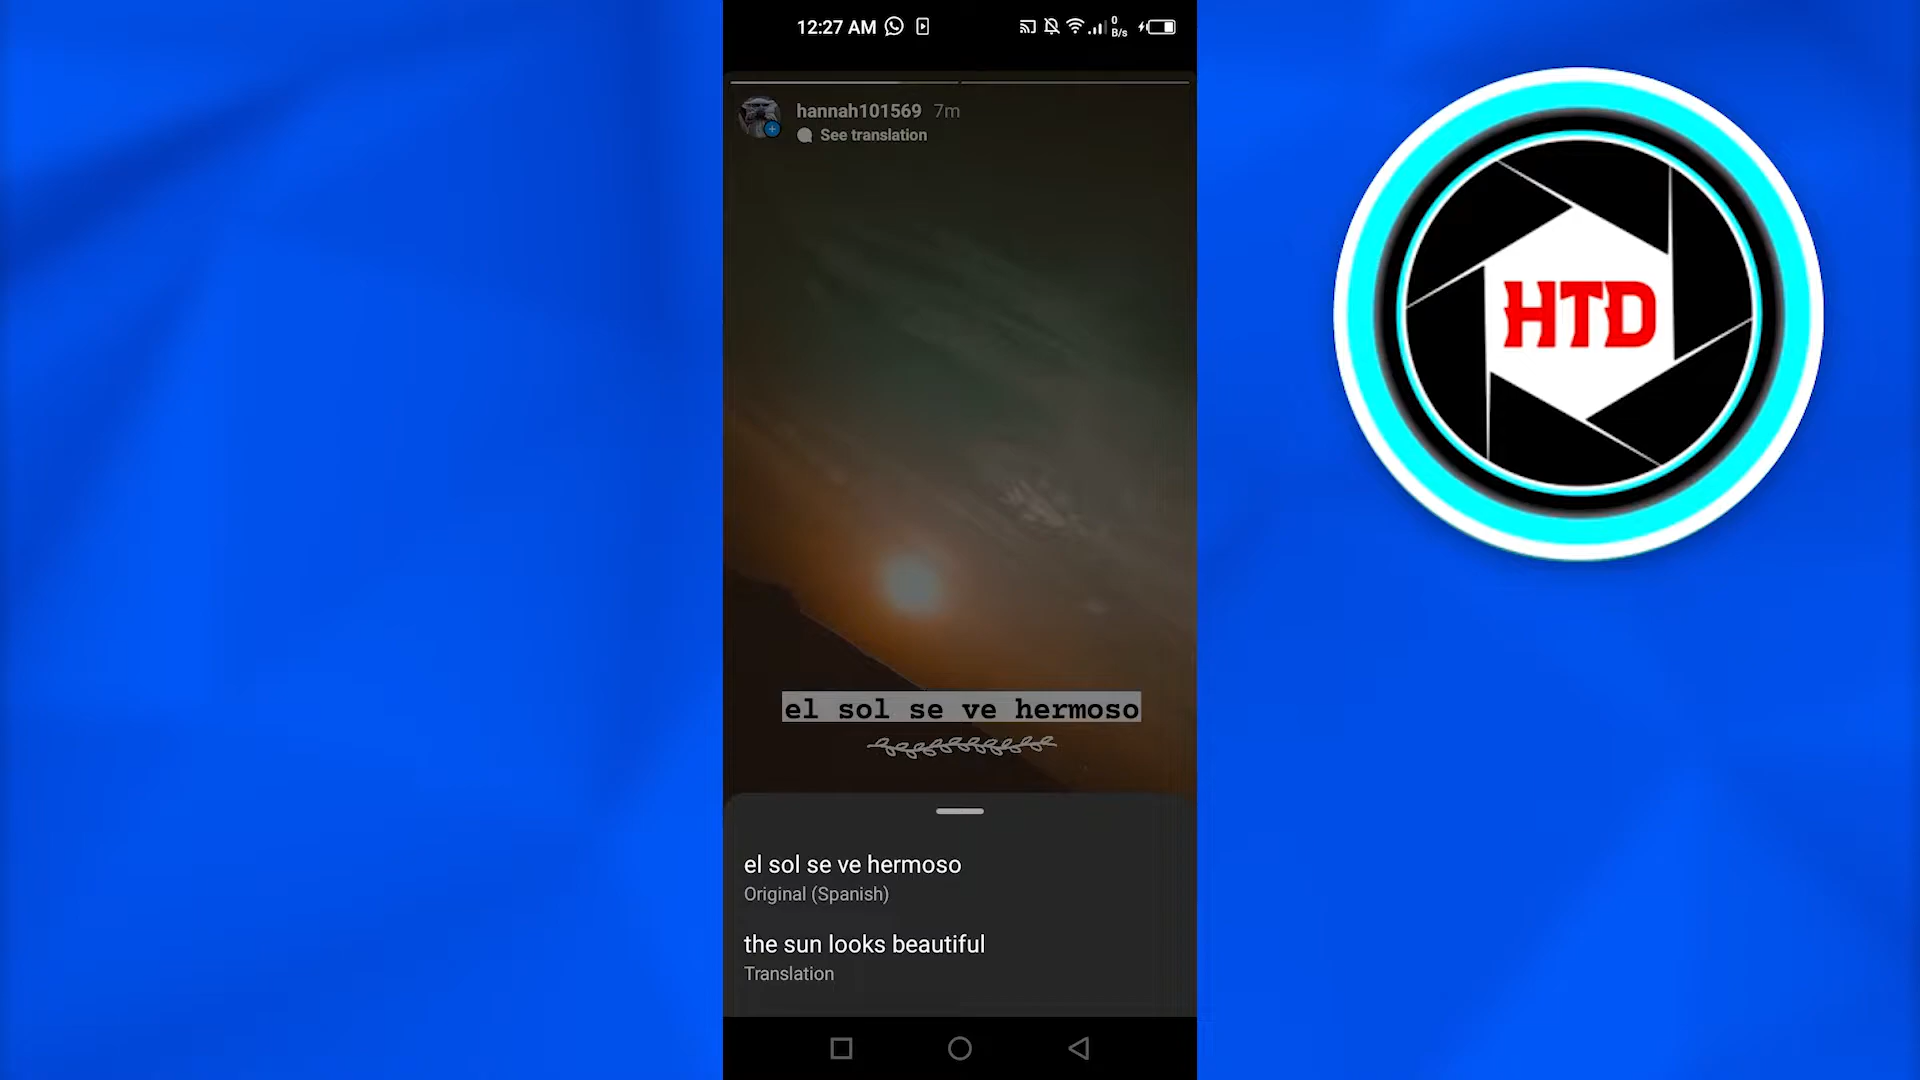 12:27 AM
0
B/s
hannah101569 7m
See translation
HTD
el sol se ve hermoso
el sol se ve hermoso
Original (Spanish)
the sun looks beautiful
Translation